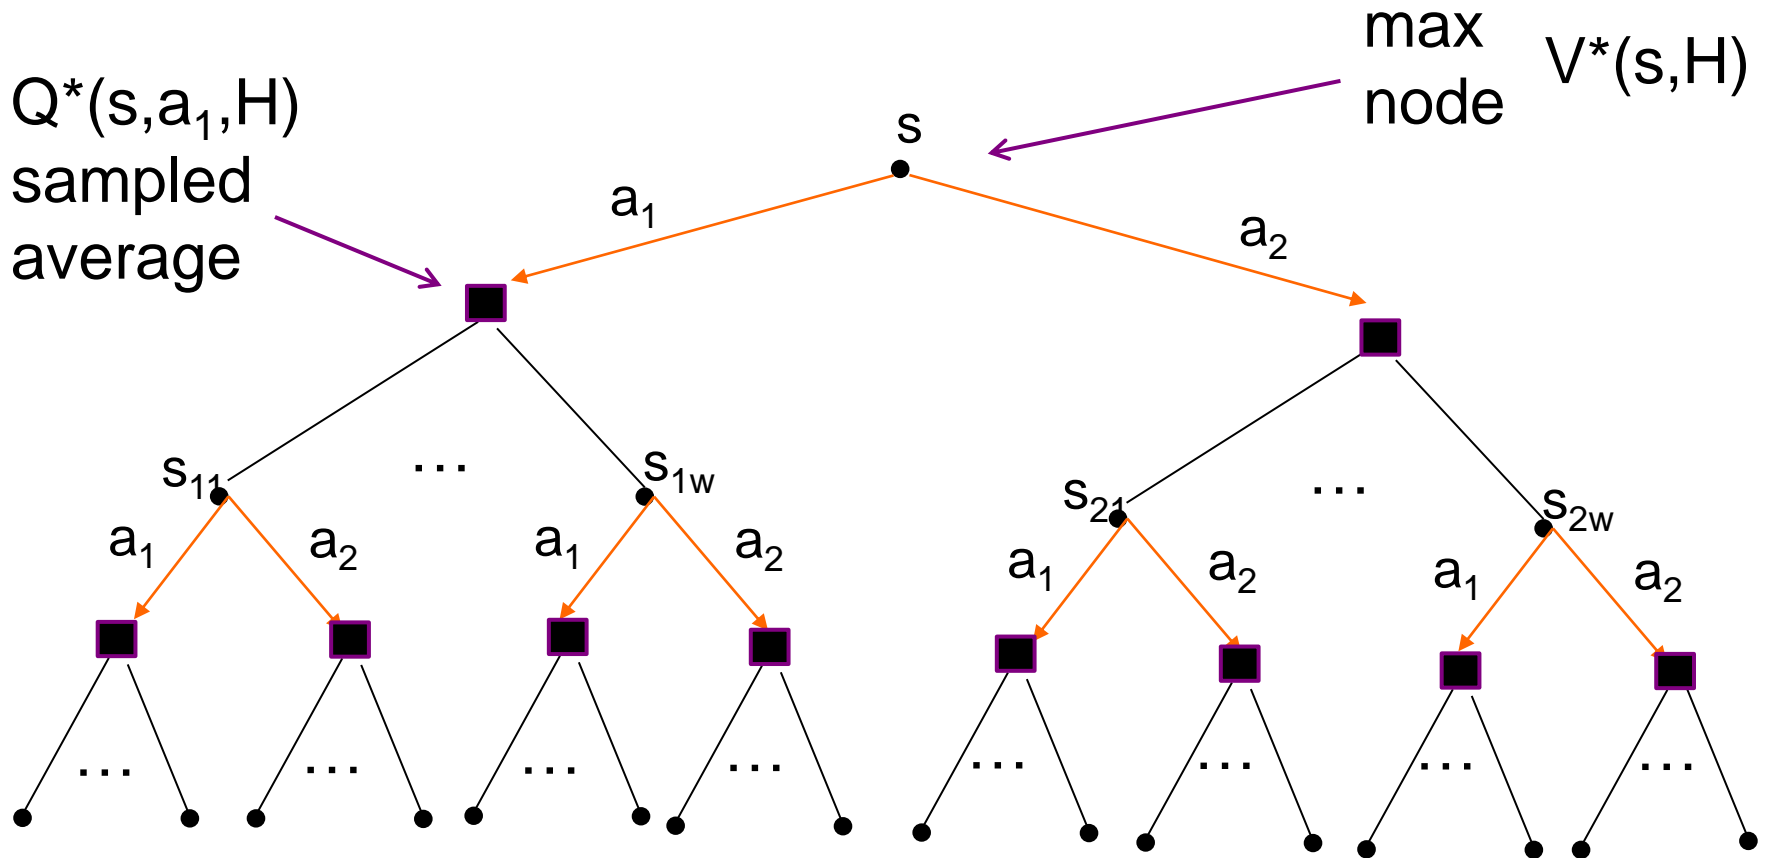 max
node
V*(s,H)
Q*(s,a₁,H)
sampled
average
s
a₁
a₂
s₁₁
...
s₁w
s₂₁
...
s₂w
a₁
a₂
a₁
a₂
a₁
a₂
a₁
a₂
...
...
...
...
...
...
...
...